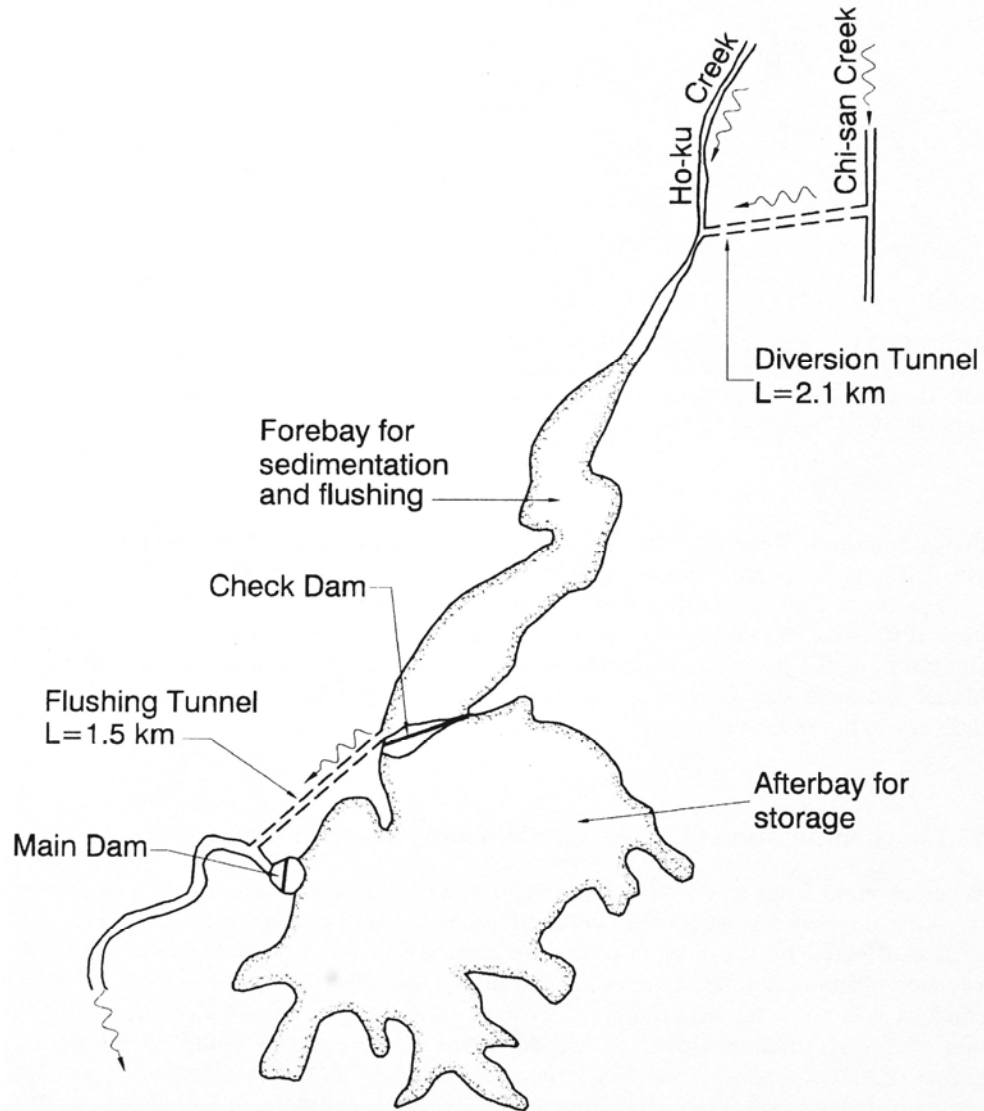 Ho-ku Creek
Chi-san Creek
Diversion Tunnel
L=2.1 km
Forebay for
sedimentation
and flushing
Check Dam
Flushing Tunnel
L=1.5 km
Afterbay for
storage
Main Dam